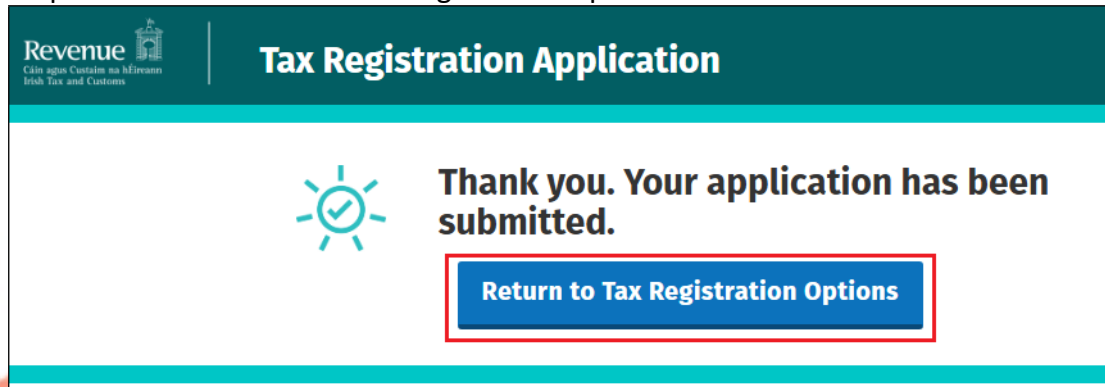 Revenue
Cáin agus Custaim na hÉireann
Irish Tax and Customs
Tax Registration Application
Thank you. Your application has been
submitted.
Return to Tax Registration Options